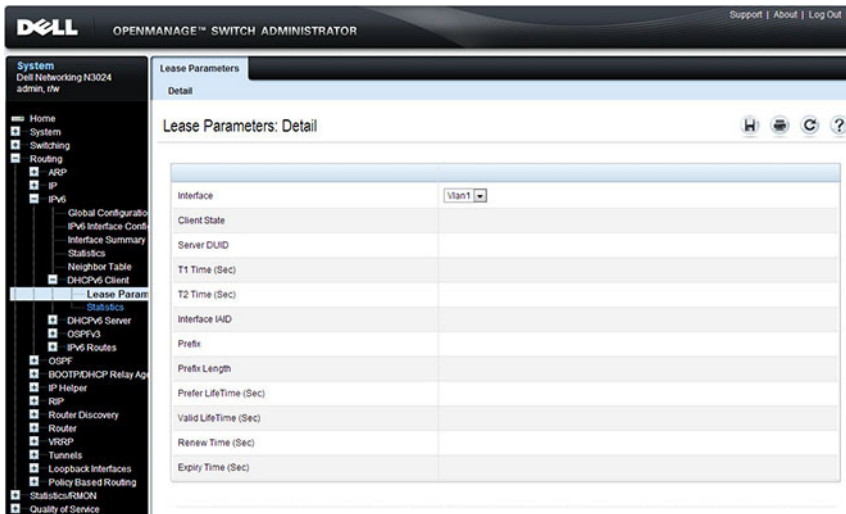 Support | About | Log Out
DELL
OPENMANAGE™ SWITCH ADMINISTRATOR
System
Dell Networking N3024
admin, r/w
Home
System
Switching
Routing
ARP
IP
IPv6
Global Configuratio
IPv6 Interface Confi
Interface Summary
Statistics
Neighbor Table
DHCPv6 Client
Lease Param
Statistics
DHCPv6 Server
OSPFv3
IPv6 Routes
OSPF
BOOTP/DHCP Relay Age
IP Helper
RIP
Router Discovery
Router
VRRP
Tunnels
Loopback Interfaces
Policy Based Routing
Statistics/RMON
Quality of Service
Lease Parameters
Detail
Lease Parameters: Detail
H C ?
Interface Vlan1
Client State
Server DUID
T1 Time (Sec)
T2 Time (Sec)
Interface IAID
Prefix
Prefix Length
Prefer LifeTime (Sec)
Valid LifeTime (Sec)
Renew Time (Sec)
Expiry Time (Sec)